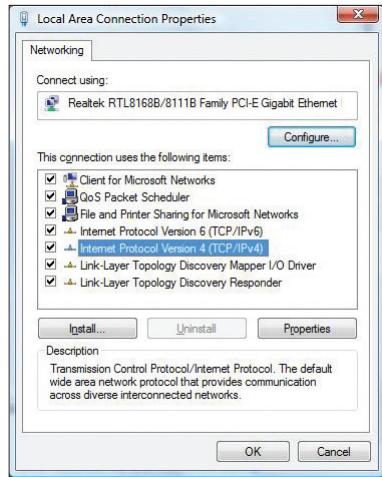 Local Area Connection Properties
Networking
Connect using:
Realtek RTL8168B/8111B Family PCI-E Gigabit Ethernet
Configure...
This connection uses the following items:
Client for Microsoft Networks
QoS Packet Scheduler
File and Printer Sharing for Microsoft Networks
Internet Protocol Version 6 (TCP/IPv6)
Internet Protocol Version 4 (TCP/IPv4)
Link-Layer Topology Discovery Mapper I/O Driver
Link-Layer Topology Discovery Responder
Install... Uninstall Properties
Description
Transmission Control Protocol/Internet Protocol. The default
wide area network protocol that provides communication
across diverse interconnected networks.
OK Cancel